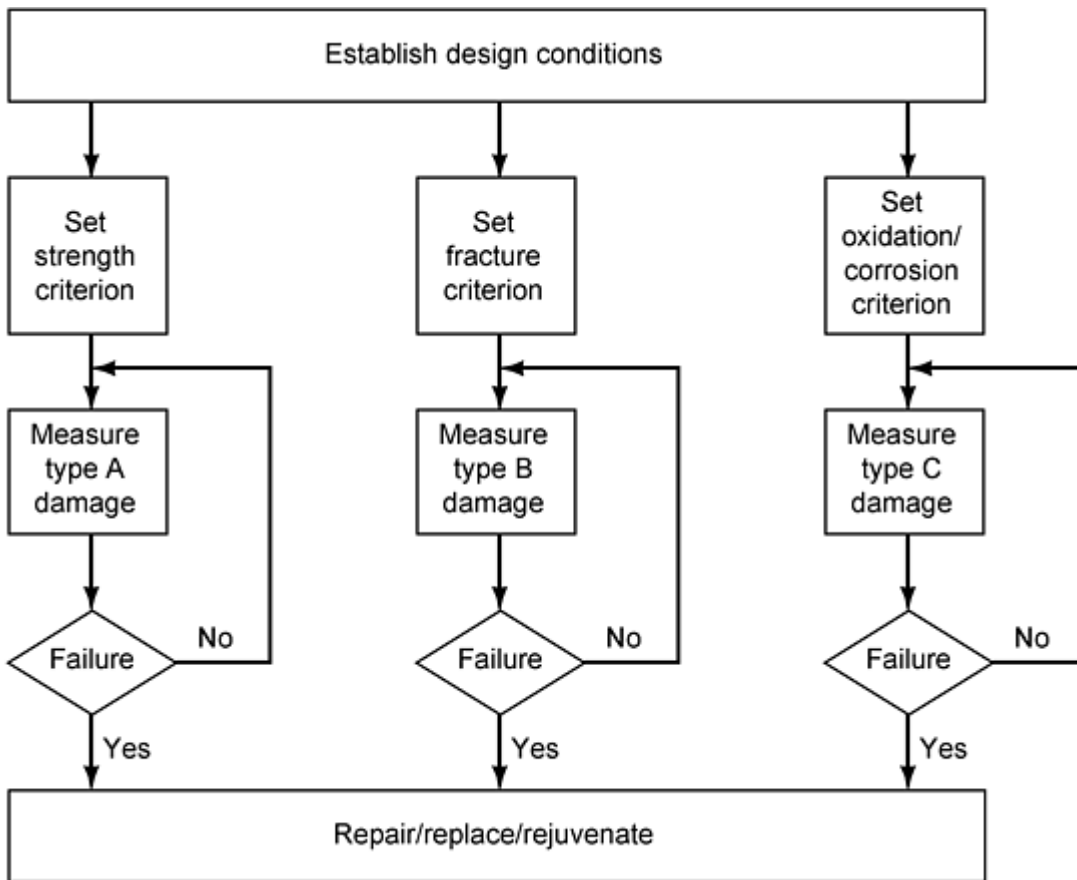 Establish design conditions
Set
strength
criterion
Set
fracture
criterion
Set
oxidation/
corrosion
criterion
Measure
type A
damage
Measure
type B
damage
Measure
type C
damage
Failure
No
Failure
No
Failure
No
Yes
Yes
Yes
Repair/replace/rejuvenate